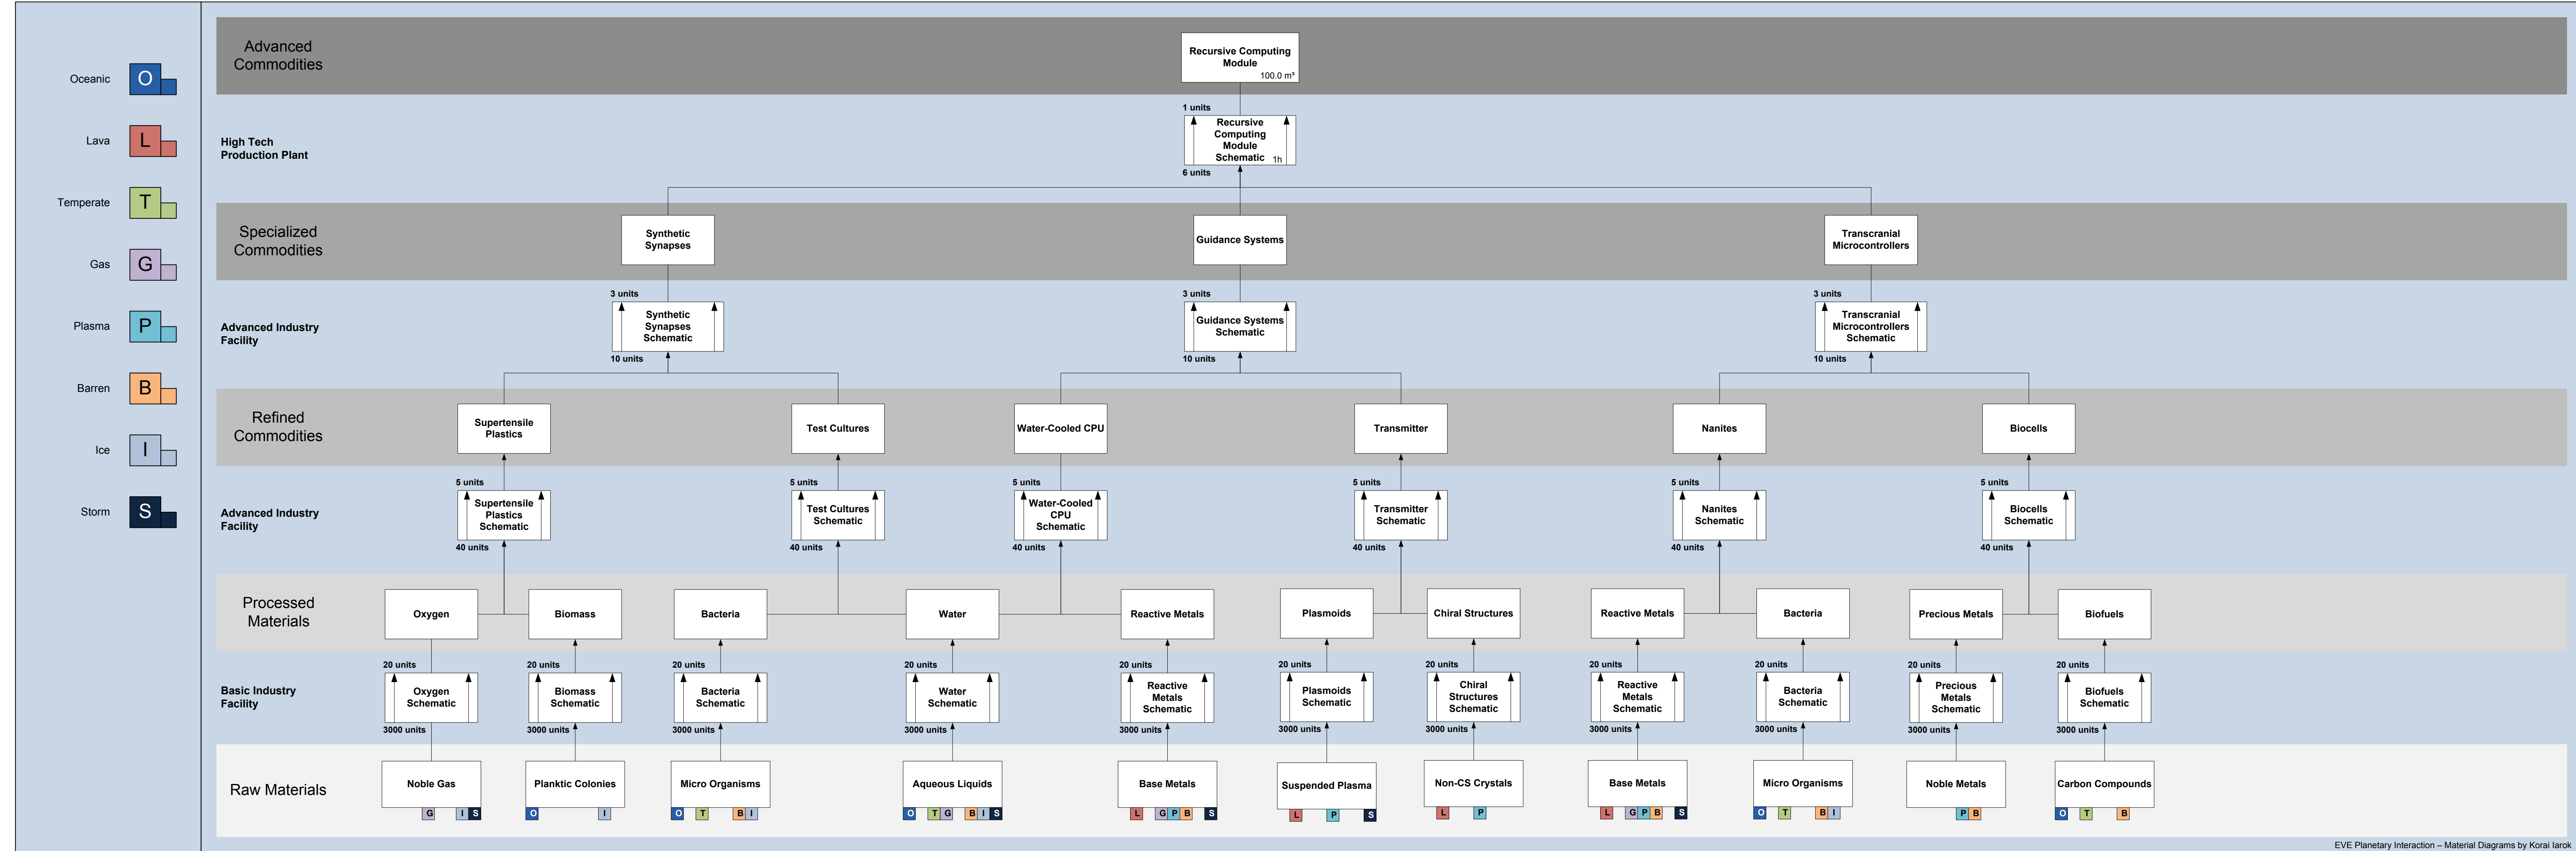 Oceanic
O
Lava
L
Temperate
T
Gas
G
Plasma
P
Barren
B
Ice
I
Storm
S
Advanced
Commodities
Recursive Computing
Module
100.0 m³
High Tech
Production Plant
1 units
Recursive
Computing
Module
Schematic
1h
6 units
Specialized
Commodities
Synthetic
Synapses
Guidance Systems
Transcranial
Microcontrollers
Advanced Industry
Facility
3 units
Synthetic
Synapses
Schematic
10 units
3 units
Guidance Systems
Schematic
10 units
3 units
Transcranial
Microcontrollers
Schematic
10 units
Refined
Commodities
Supertensile
Plastics
Test Cultures
Water-Cooled CPU
Transmitter
Nanites
Biocells
Advanced Industry
Facility
5 units
Supertensile
Plastics
Schematic
40 units
5 units
Test Cultures
Schematic
40 units
5 units
Water-Cooled
CPU
Schematic
40 units
5 units
Transmitter
Schematic
40 units
5 units
Nanites
Schematic
40 units
5 units
Biocells
Schematic
40 units
Processed
Materials
Oxygen
Biomass
Bacteria
Water
Reactive Metals
Plasmoids
Chiral Structures
Reactive Metals
Bacteria
Precious Metals
Biofuels
Basic Industry
Facility
20 units
Oxygen
Schematic
3000 units
20 units
Biomass
Schematic
3000 units
20 units
Bacteria
Schematic
3000 units
20 units
Water
Schematic
3000 units
20 units
Reactive
Metals
Schematic
3000 units
20 units
Plasmoids
Schematic
3000 units
20 units
Chiral
Structures
Schematic
3000 units
20 units
Reactive
Metals
Schematic
3000 units
20 units
Bacteria
Schematic
3000 units
20 units
Precious
Metals
Schematic
3000 units
20 units
Biofuels
Schematic
3000 units
Raw Materials
Noble Gas
G I S
Planktic Colonies
O I
Micro Organisms
O T B I
Aqueous Liquids
O T G B I S
Base Metals
L G P B S
Suspended Plasma
L P S
Non-CS Crystals
L P
Base Metals
L G P B S
Micro Organisms
O T B I
Noble Metals
P B
Carbon Compounds
O T B
EVE Planetary Interaction – Material Diagrams by Korai Iarok